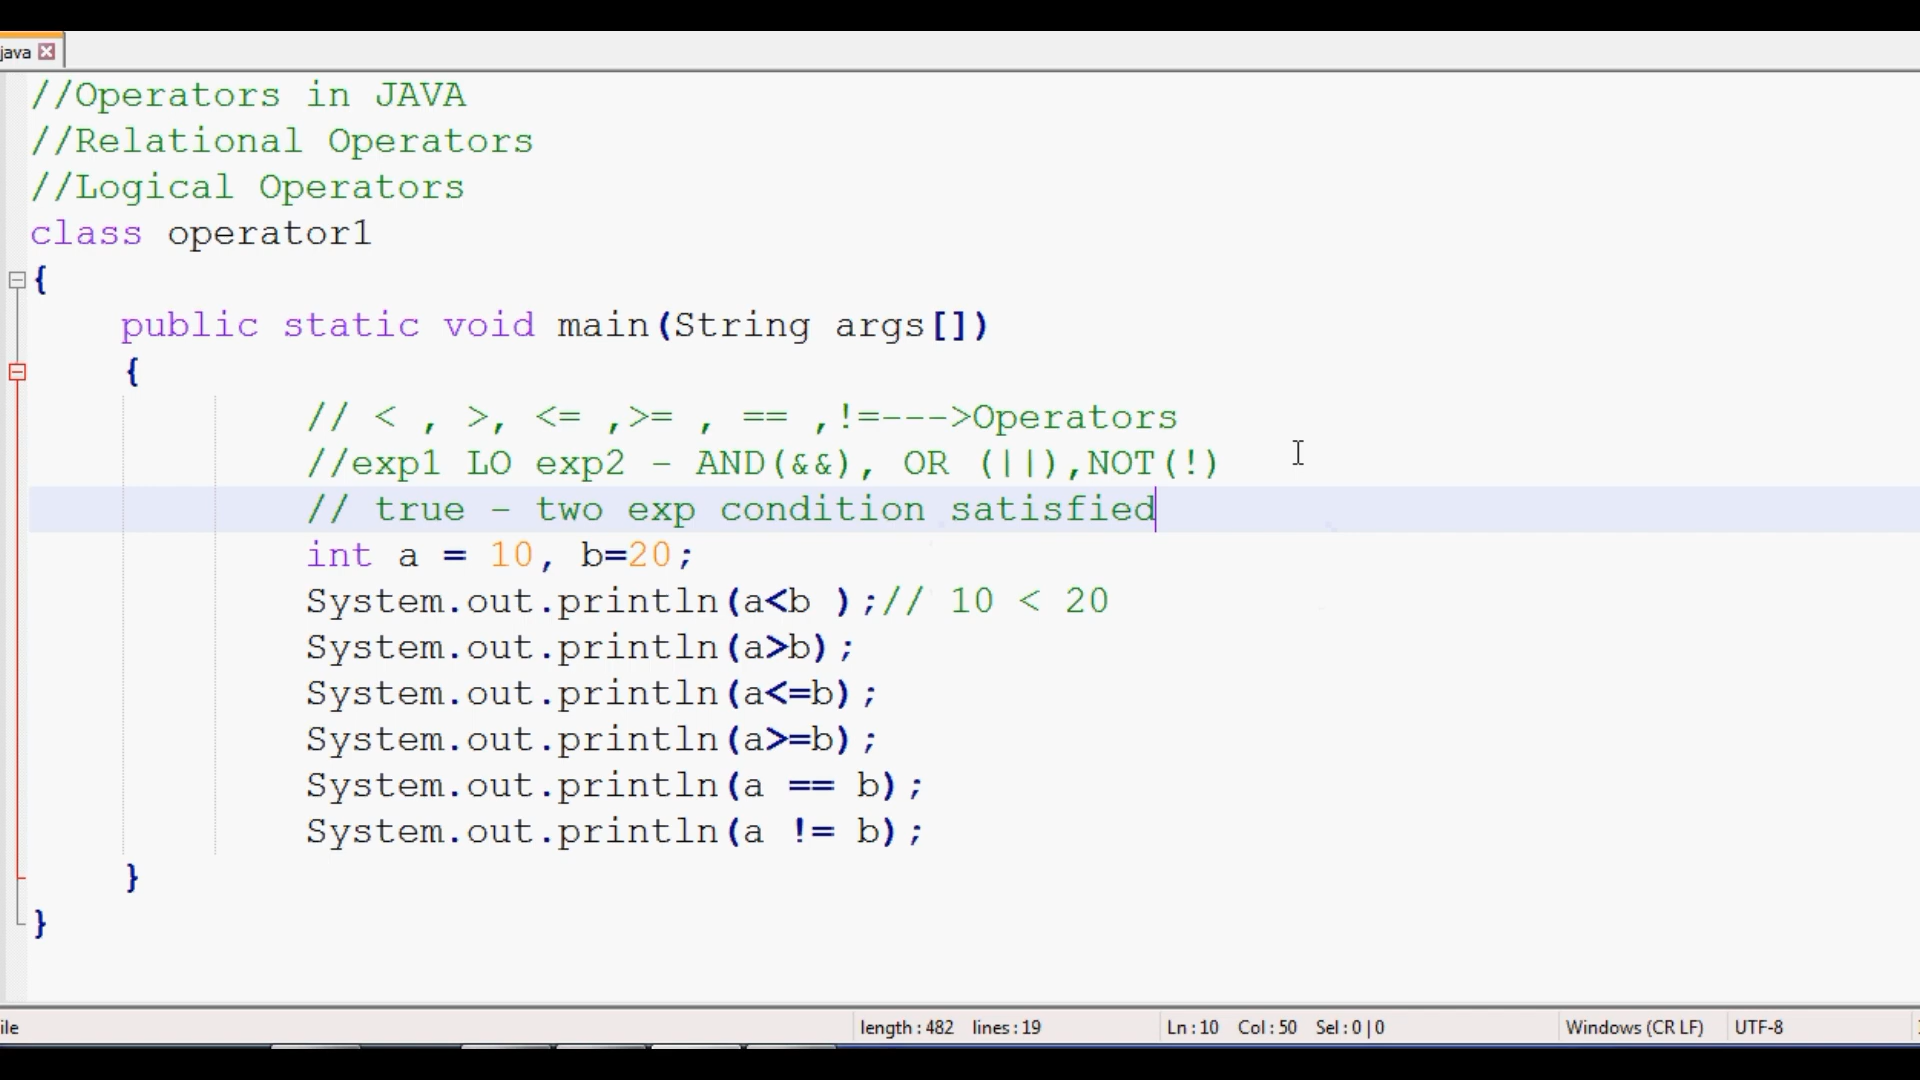 java
//Operators in JAVA
//Relational Operators
//Logical Operators
class operator1
{
public static void main(String args[])
{
// < , >, <= ,>= , == ,!=--->Operators
//exp1 LO exp2 - AND(&&), OR (||),NOT(!)
// true - two exp condition satisfied
int a = 10, b=20;
System.out.println(a<b );// 10 < 20
System.out.println(a>b);
System.out.println(a<=b);
System.out.println(a>=b);
System.out.println(a == b);
System.out.println(a != b);
}
}
ile length : 482 lines : 19 Ln : 10 Col : 50 Sel : 0 | 0 Windows (CR LF) UTF-8